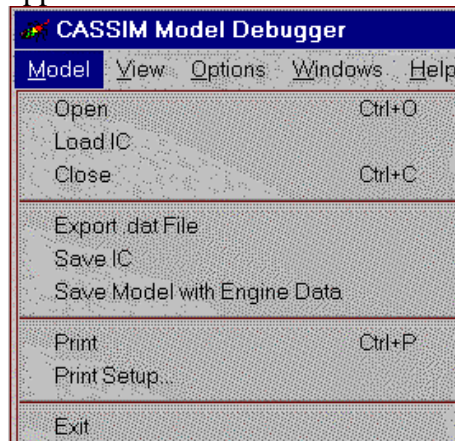 CASSIM Model Debugger
Model View Options Windows Help
Open Ctrl+O
Load IC
Close Ctrl+C
Export .dat File
Save IC
Save Model with Engine Data
Print Ctrl+P
Print Setup...
Exit